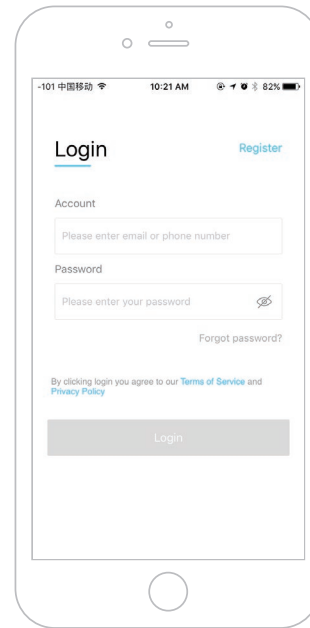 -101 中国移动 10:21 AM 82%
Login Register
Account
Please enter email or phone number
Password
Please enter your password
Forgot password?
By clicking login you agree to our Terms of Service and
Privacy Policy
Login